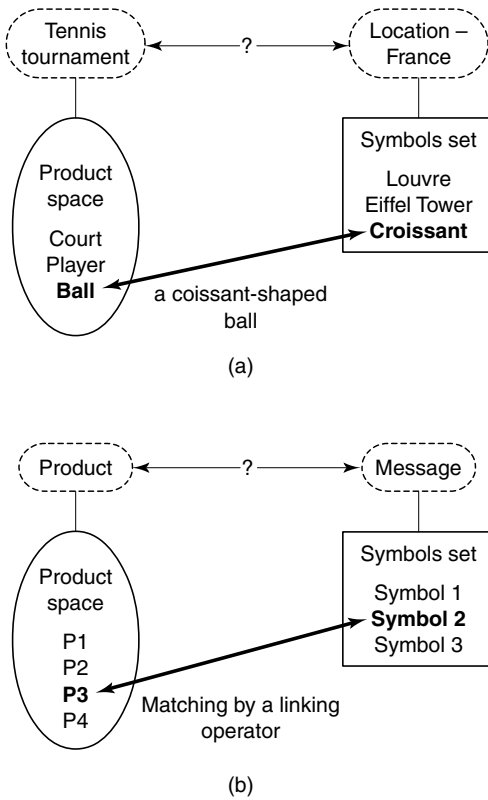 Tennis
tournament
?
Location –
France
Product
space
Court
Player
Ball
Symbols set
Louvre
Eiffel Tower
Croissant
a coissant-shaped
ball
(a)
Product
?
Message
Product
space
P1
P2
P3
P4
Symbols set
Symbol 1
Symbol 2
Symbol 3
Matching by a linking
operator
(b)